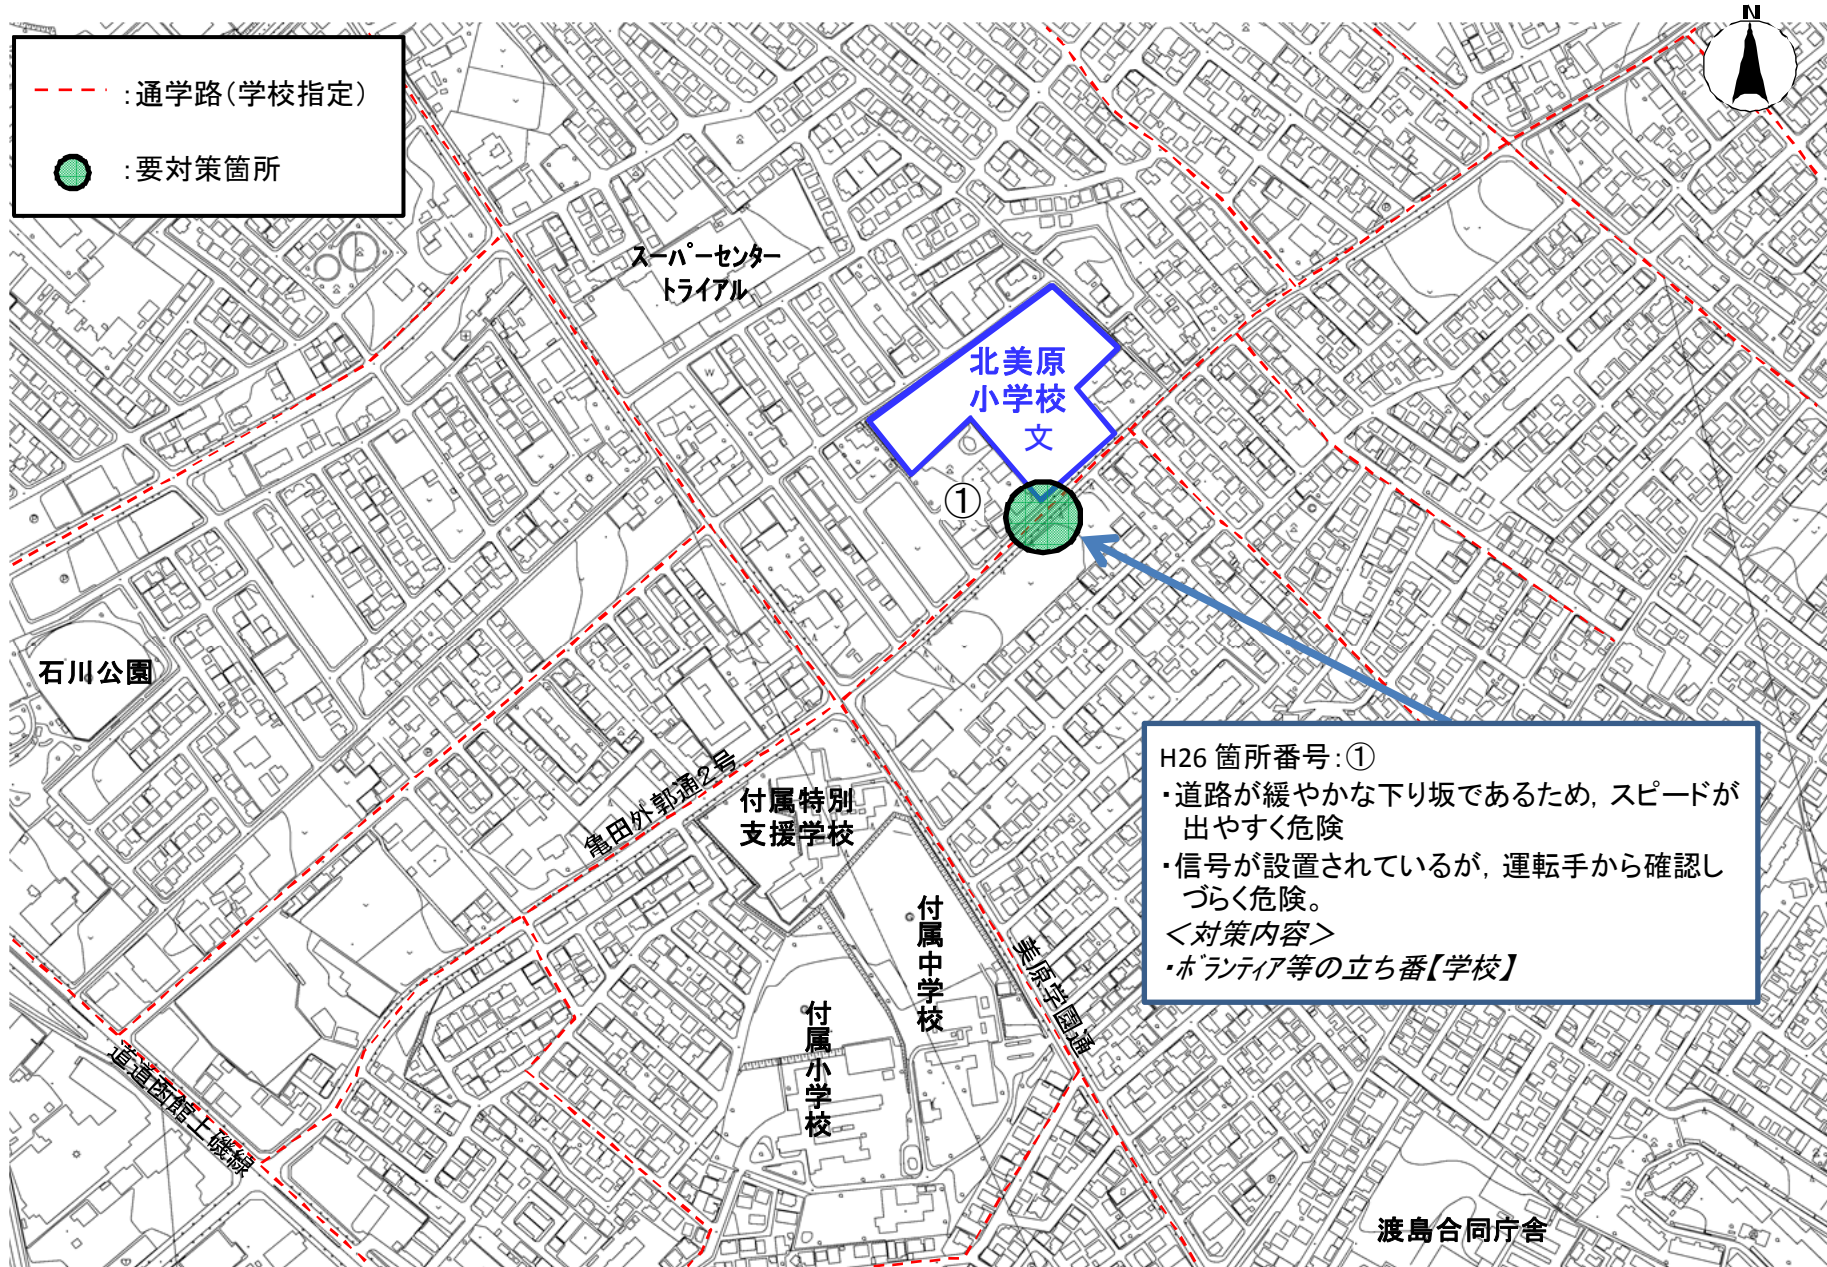 N
:通学路(学校指定)
:要対策箇所
スーパーセンター
トライアル
北美原
小学校
文
①
石川公園
H26 箇所番号:①
・道路が緩やかな下り坂であるため, スピードが
出やすく危険
・信号が設置されているが, 運転手から確認し
づらく危険。
<対策内容>
・ボランティア等の立ち番【学校】
亀田外郭通2号
付属特別
支援学校
付属中学校
美原学園通
付属小学校
道道函館上磯線
渡島合同庁舎